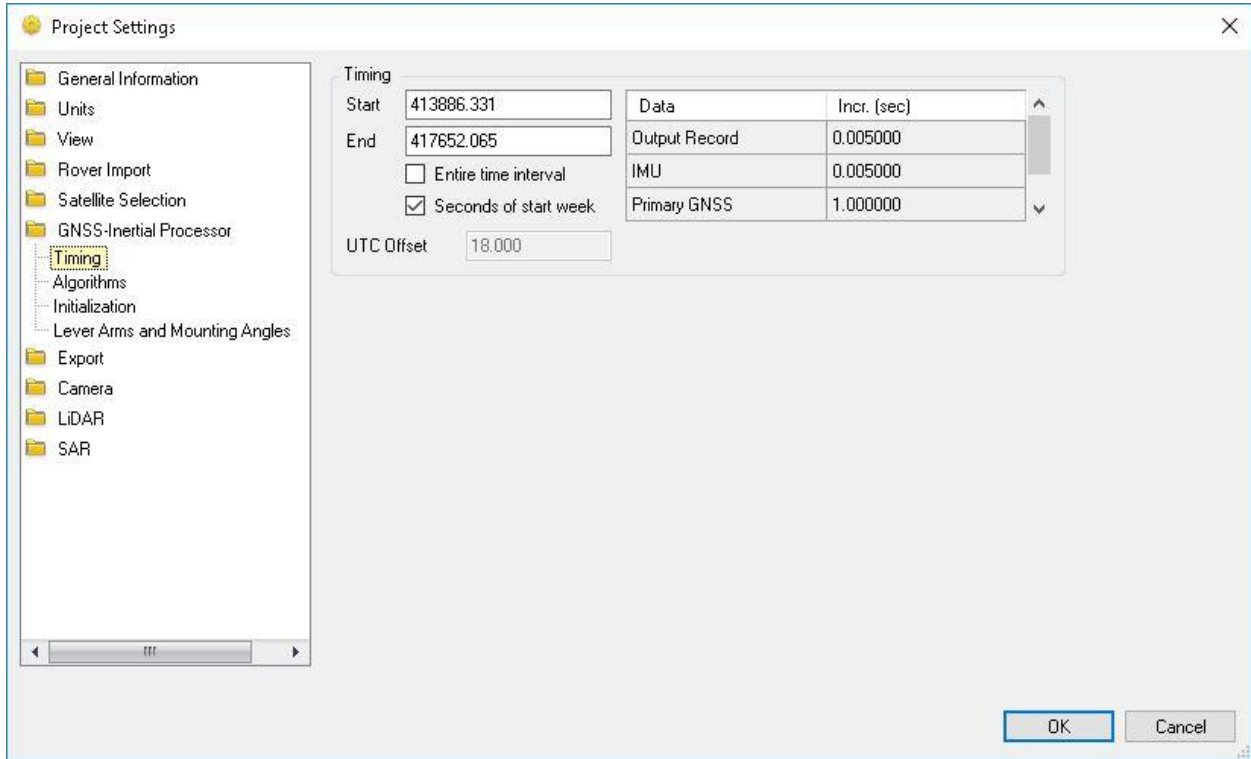 Project Settings
General Information
Units
View
Rover Import
Satellite Selection
GNSS-Inertial Processor
Timing
Algorithms
Initialization
Lever Arms and Mounting Angles
Export
Camera
LiDAR
SAR
Timing
Start 413886.331
End 417652.065
Entire time interval
Seconds of start week
UTC Offset 18.000
Data Incr. (sec)
Output Record 0.005000
IMU 0.005000
Primary GNSS 1.000000
OK Cancel